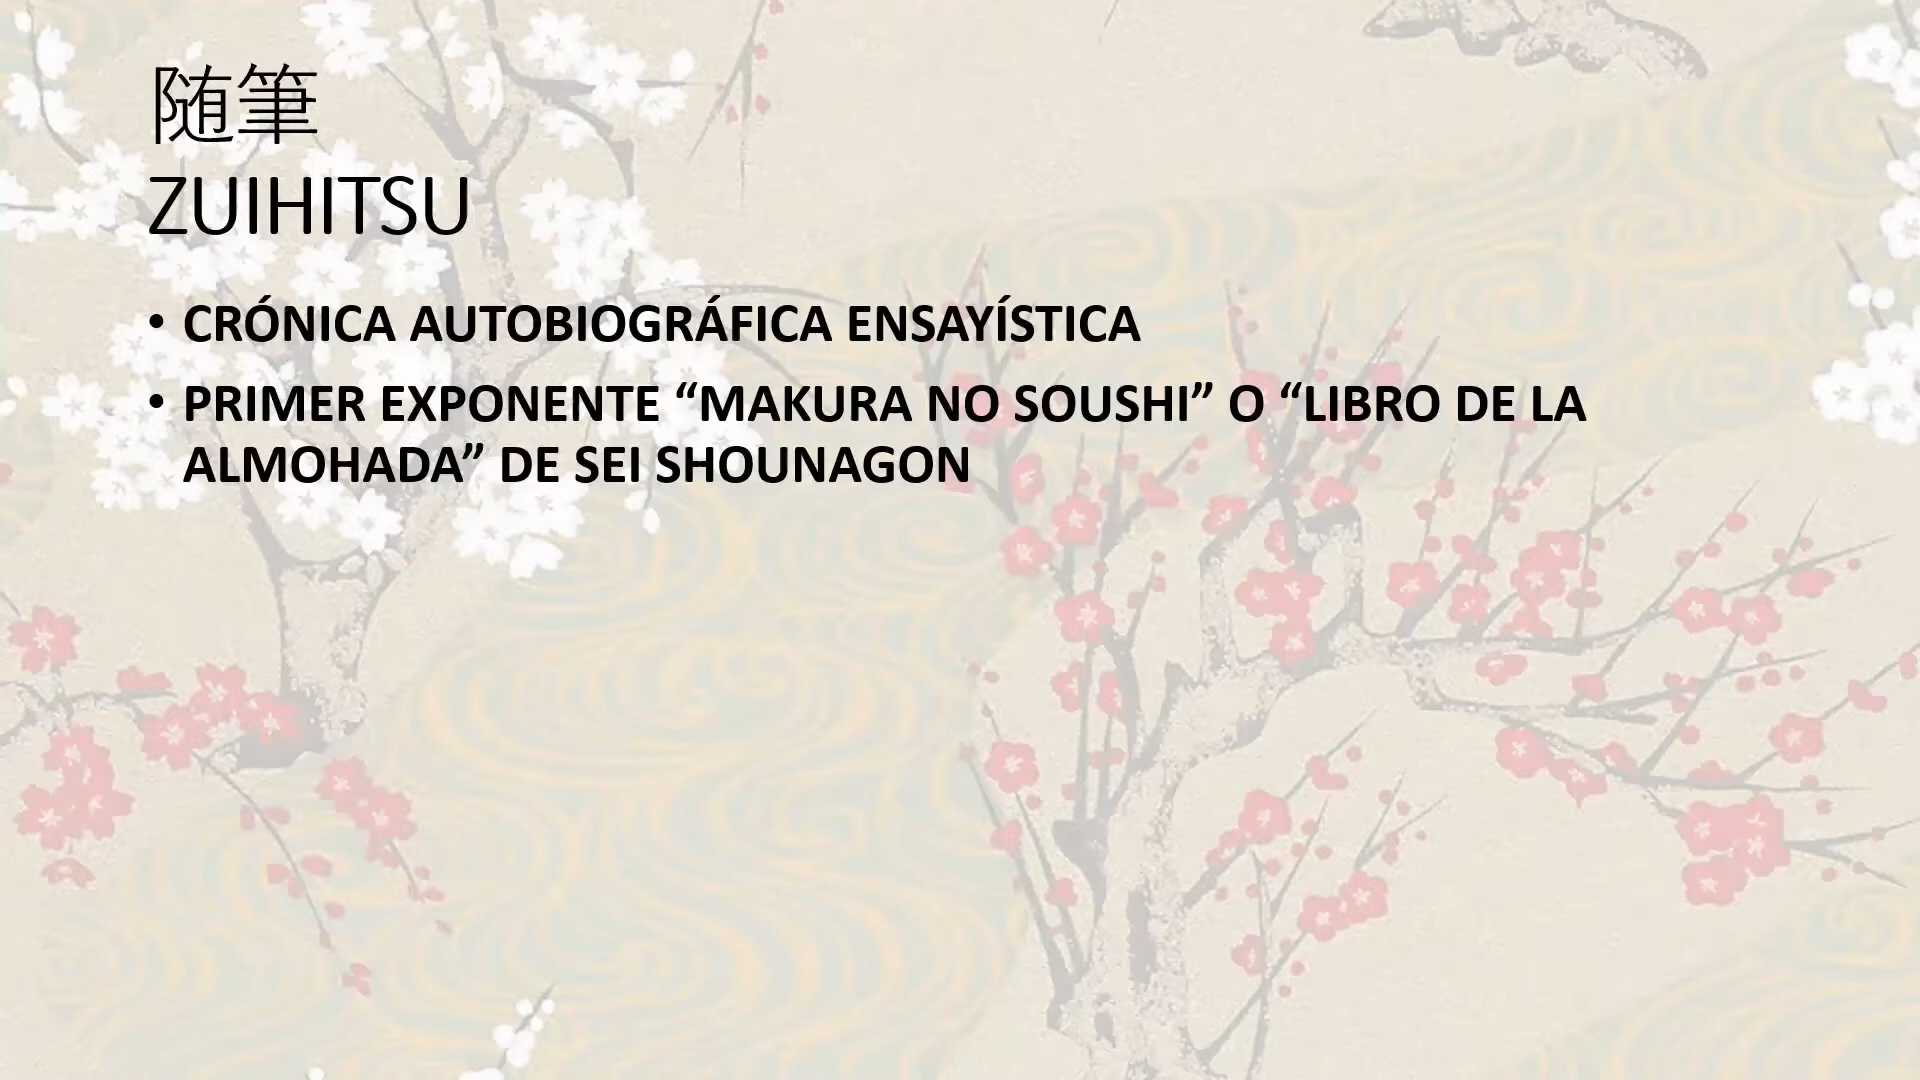 随筆
ZUIHITSU
• CRÓNICA AUTOBIOGRÁFICA ENSAYÍSTICA
• PRIMER EXPONENTE “MAKURA NO SOUSHI” O “LIBRO DE LA
ALMOHADA” DE SEI SHOUNAGON